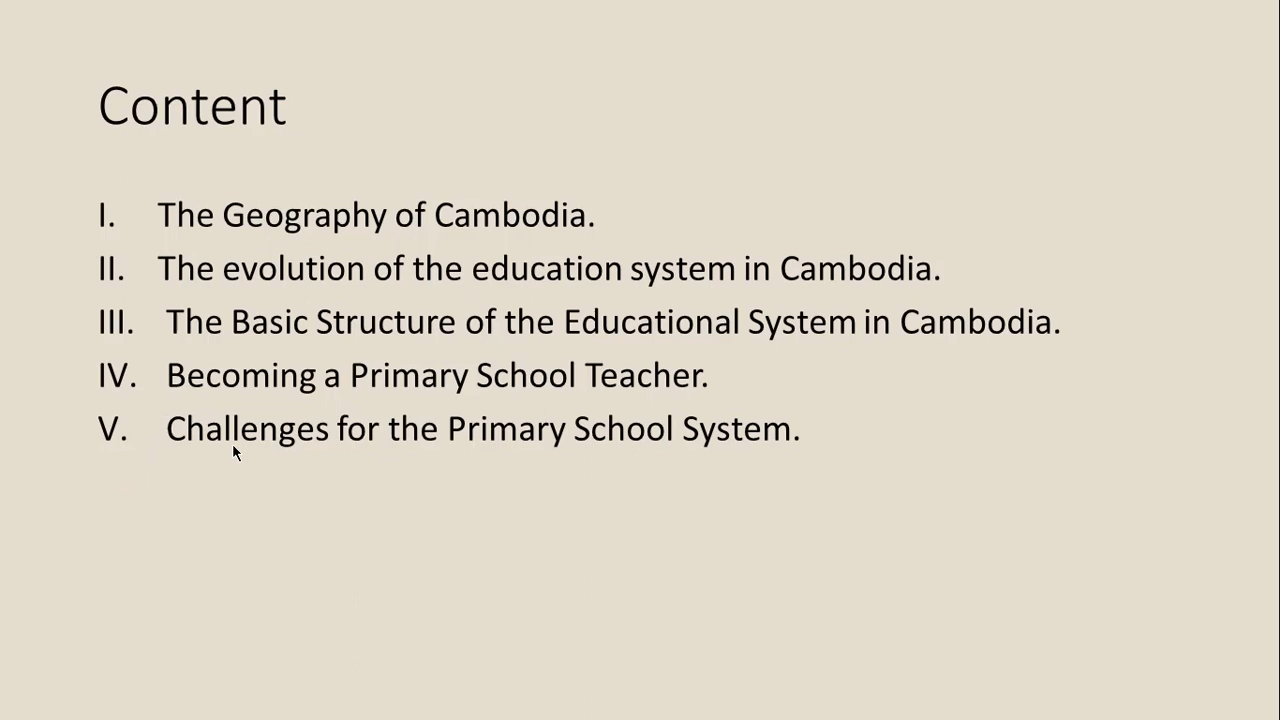 Content
I. The Geography of Cambodia.
II. The evolution of the education system in Cambodia.
III. The Basic Structure of the Educational System in Cambodia.
IV. Becoming a Primary School Teacher.
V. Challenges for the Primary School System.